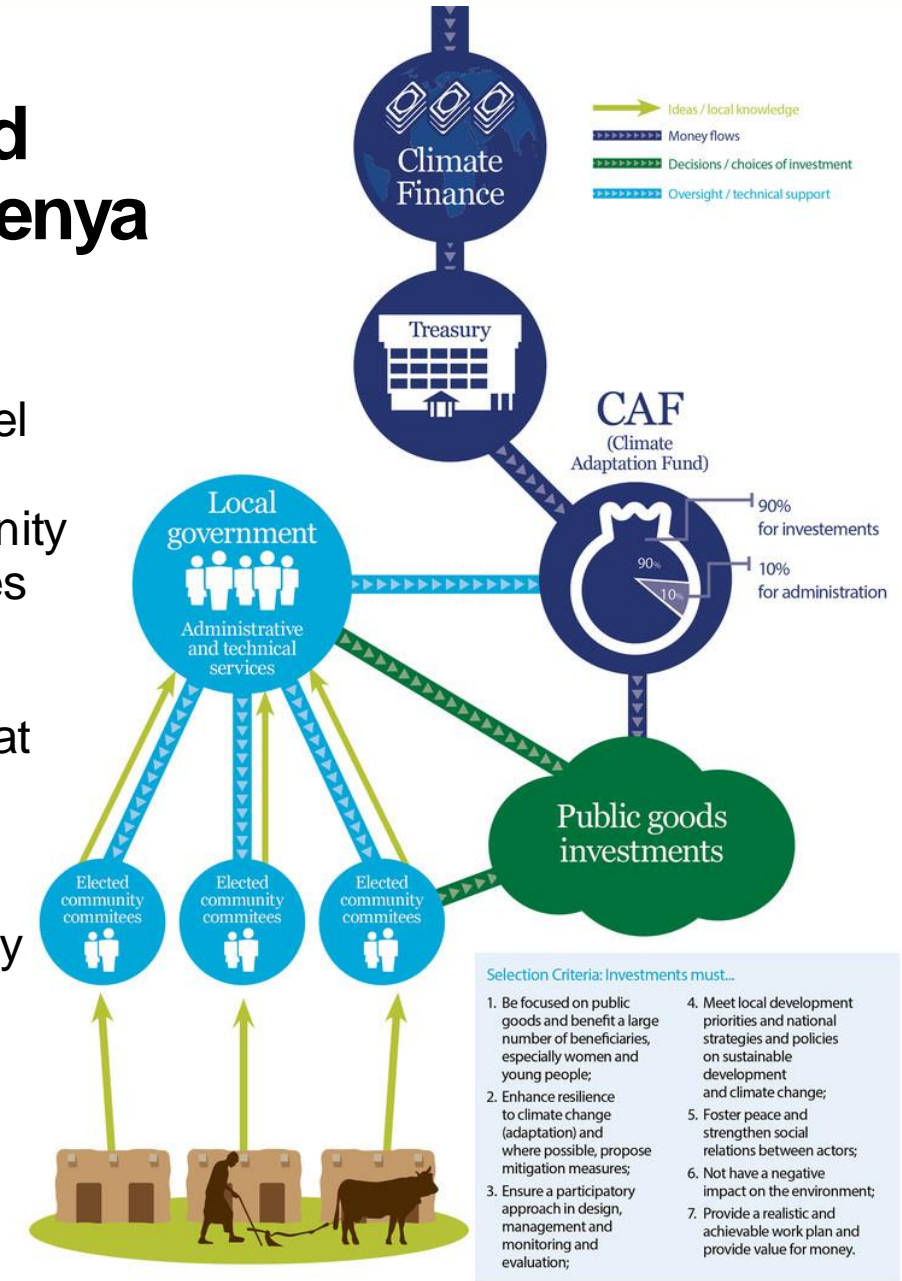 d
enya
el
nity
es
at
y
Climate
Finance
Ideas / local knowledge
Money flows
Decisions / choices of investment
Oversight / technical support
Treasury
CAF
(Climate
Adaptation Fund)
90%
for investements
90%
10%
10%
for administration
Local
government
Administrative
and technical
services
Public goods
investments
Elected
community
commitees
Elected
community
commitees
Elected
community
commitees
Selection Criteria: Investments must...
1. Be focused on public
goods and benefit a large
number of beneficiaries,
especially women and
young people;
2. Enhance resilience
to climate change
(adaptation) and
where possible, propose
mitigation measures;
3. Ensure a participatory
approach in design,
management and
monitoring and
evaluation;
4. Meet local development
priorities and national
strategies and policies
on sustainable
development
and climate change;
5. Foster peace and
strengthen social
relations between actors;
6. Not have a negative
impact on the environment;
7. Provide a realistic and
achievable work plan and
provide value for money.